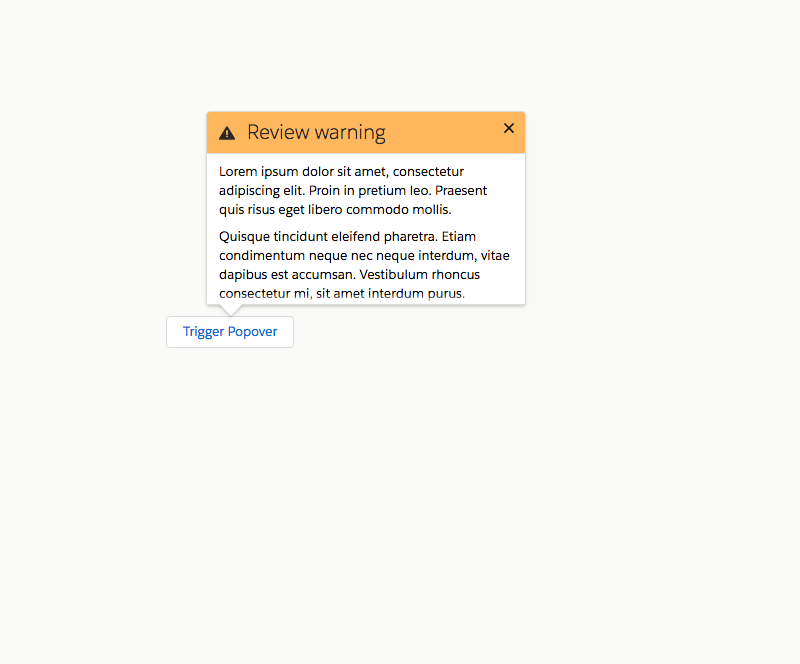 Review warning
Lorem ipsum dolor sit amet, consectetur
adipiscing elit. Proin in pretium leo. Praesent
quis risus eget libero commodo mollis.
Quisque tincidunt eleifend pharetra. Etiam
condimentum neque nec neque interdum, vitae
dapibus est accumsan. Vestibulum rhoncus
consectetur mi, sit amet interdum purus.
Trigger Popover